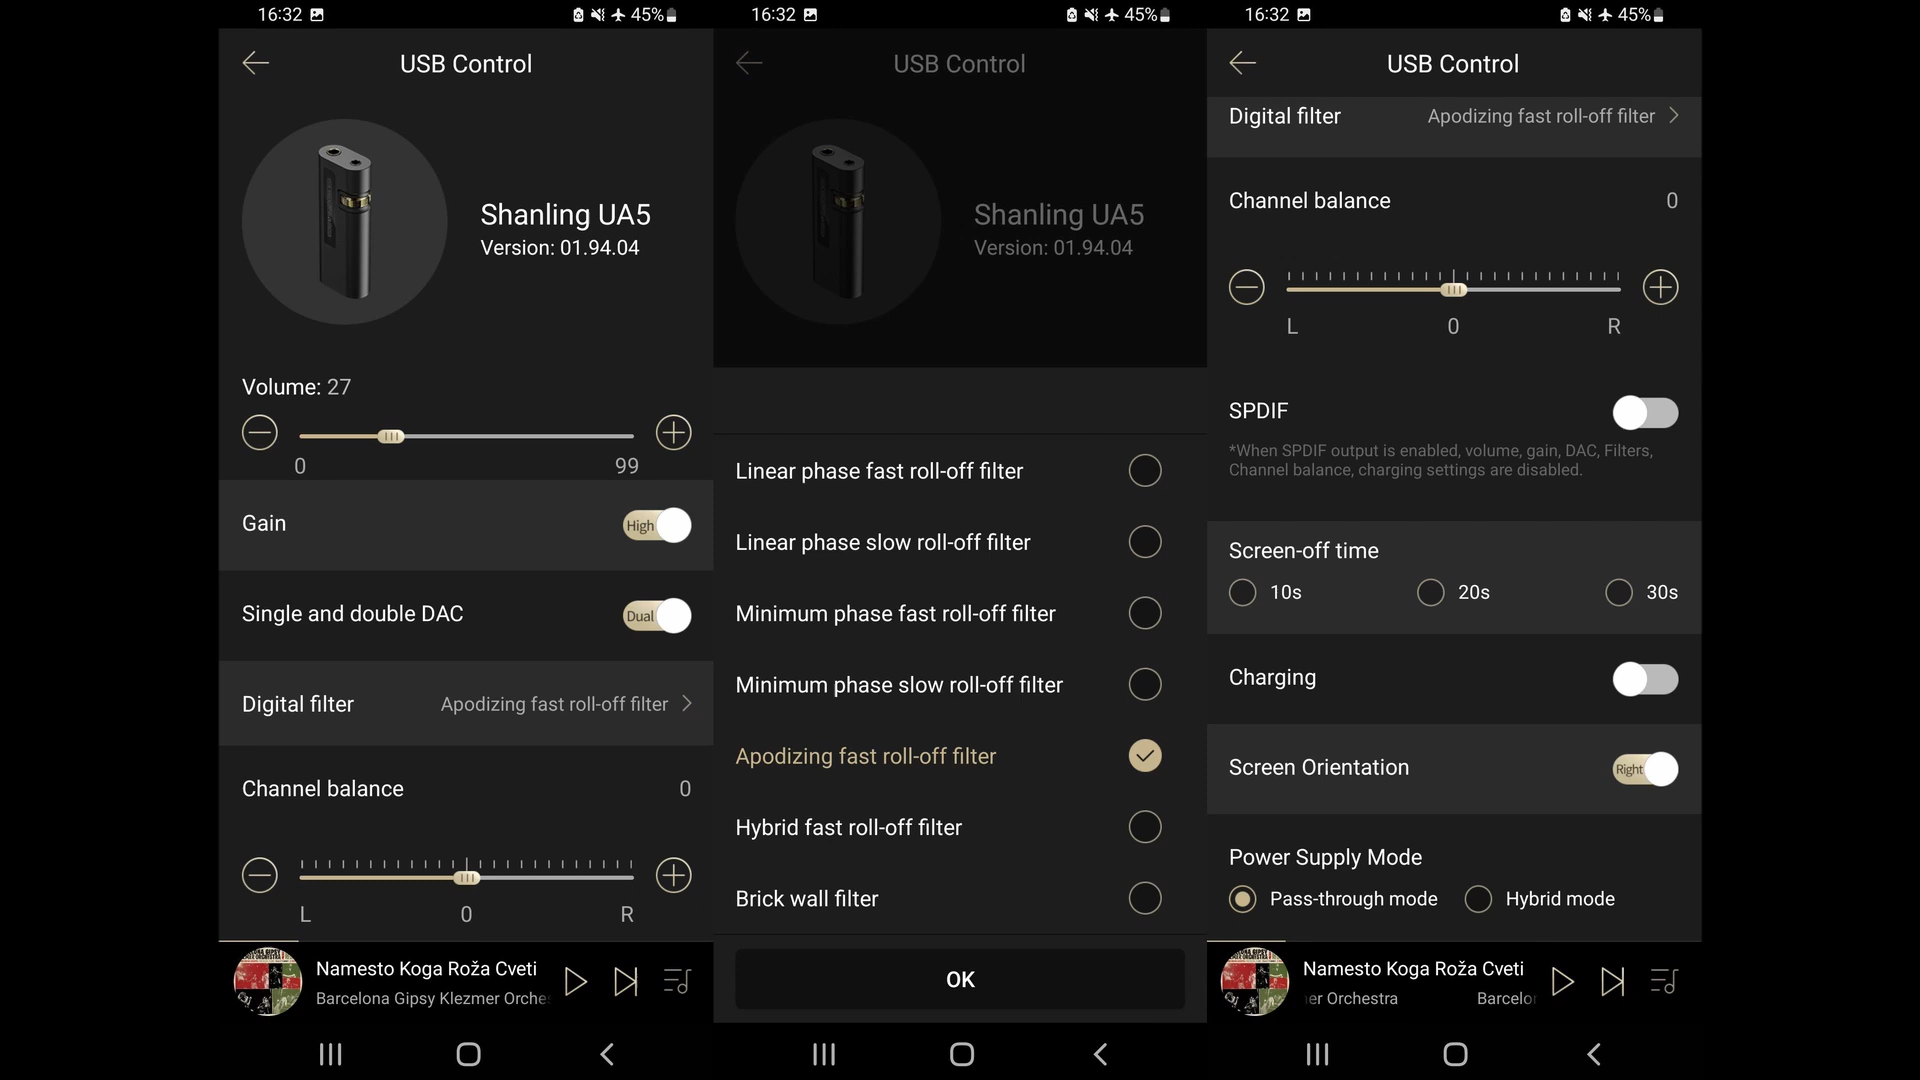 16:32
45%
USB Control
Shanling UA5
Version: 01.94.04
Volume: 27
0
99
Gain
High
Single and double DAC
Dual
Digital filter
Apodizing fast roll-off filter
Channel balance
0
L
0
R
Namesto Koga Roža Cveti
Barcelona Gipsy Klezmer Orche
16:32
45%
USB Control
Shanling UA5
Version: 01.94.04
Linear phase fast roll-off filter
Linear phase slow roll-off filter
Minimum phase fast roll-off filter
Minimum phase slow roll-off filter
Apodizing fast roll-off filter
Hybrid fast roll-off filter
Brick wall filter
OK
16:32
45%
USB Control
Digital filter
Apodizing fast roll-off filter
Channel balance
0
L
0
R
SPDIF
*When SPDIF output is enabled, volume, gain, DAC, Filters,
Channel balance, charging settings are disabled.
Screen-off time
10s
20s
30s
Charging
Screen Orientation
Right
Power Supply Mode
Pass-through mode
Hybrid mode
Namesto Koga Roža Cveti
er Orchestra
Barcelor